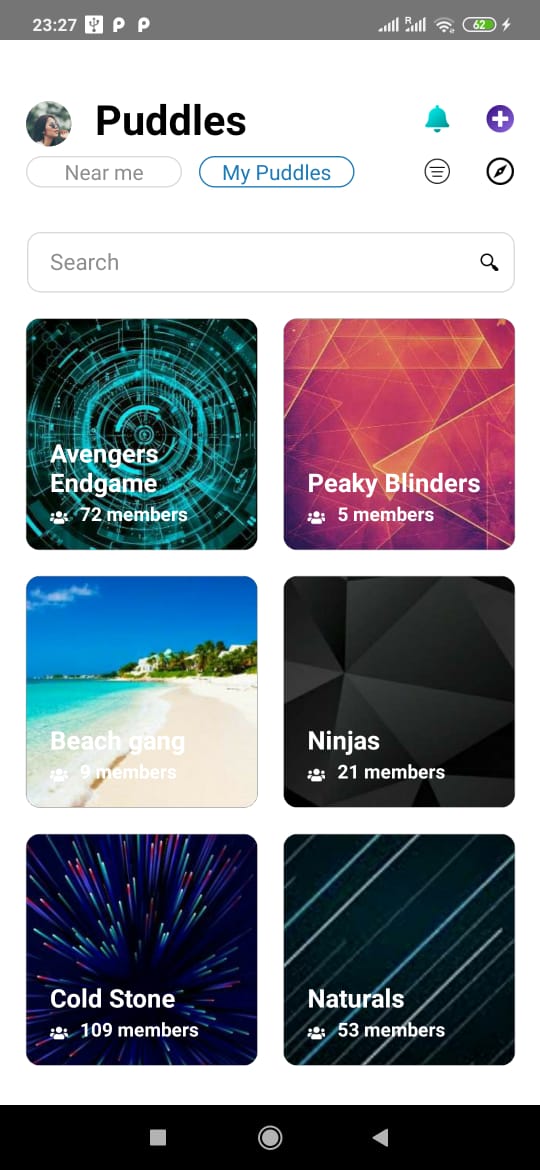 23:27
R
62
Puddles
Near me
My Puddles
Search
Avengers
Endgame
72 members
Peaky Blinders
5 members
Beach gang
9 members
Ninjas
21 members
Cold Stone
109 members
Naturals
53 members